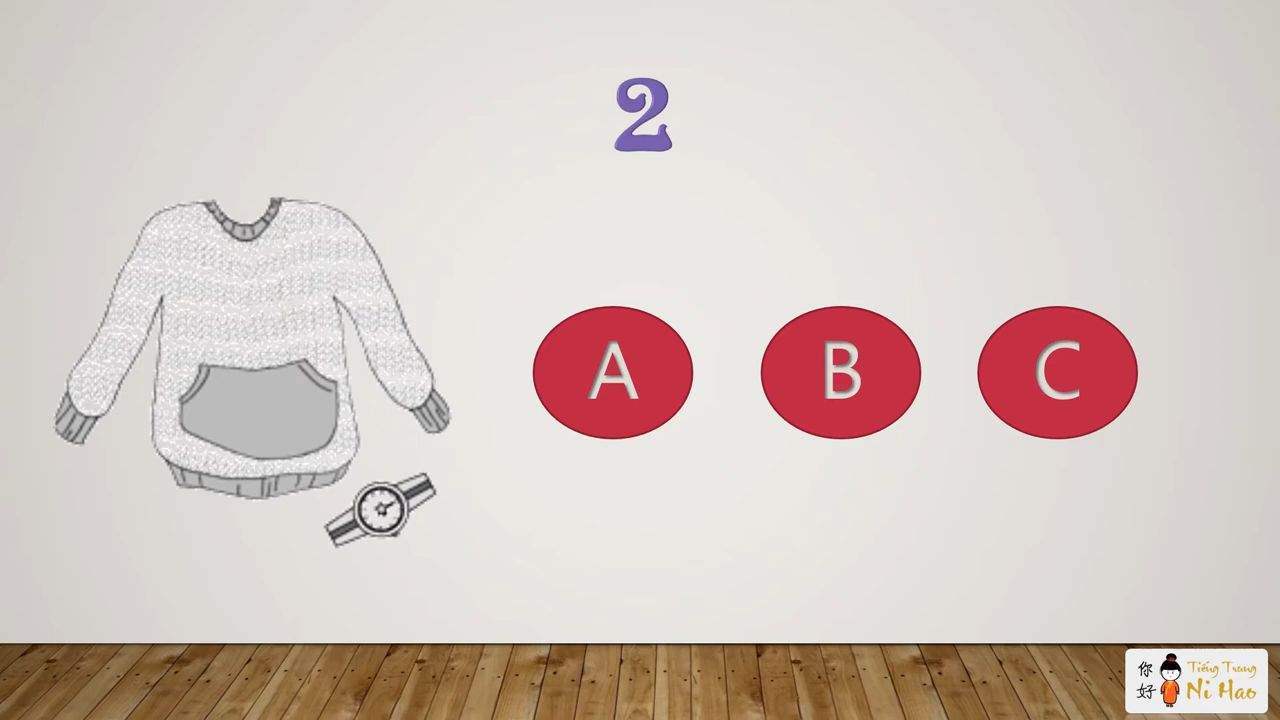 2
A B C
你好
Tiếng Trung
Ni Hao